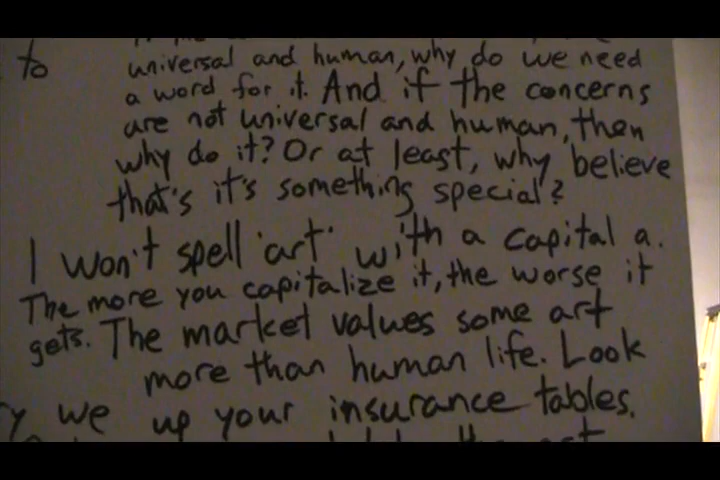 universal and human, why do we need
to a word for it. And if the concerns
are not universal and human, then
why do it? Or at least, why believe
that's it's something special?
I won't spell 'art' with a capital a.
The more you capitalize it, the worse it
gets. The market values some art
more than human life. Look
we up your insurance tables.